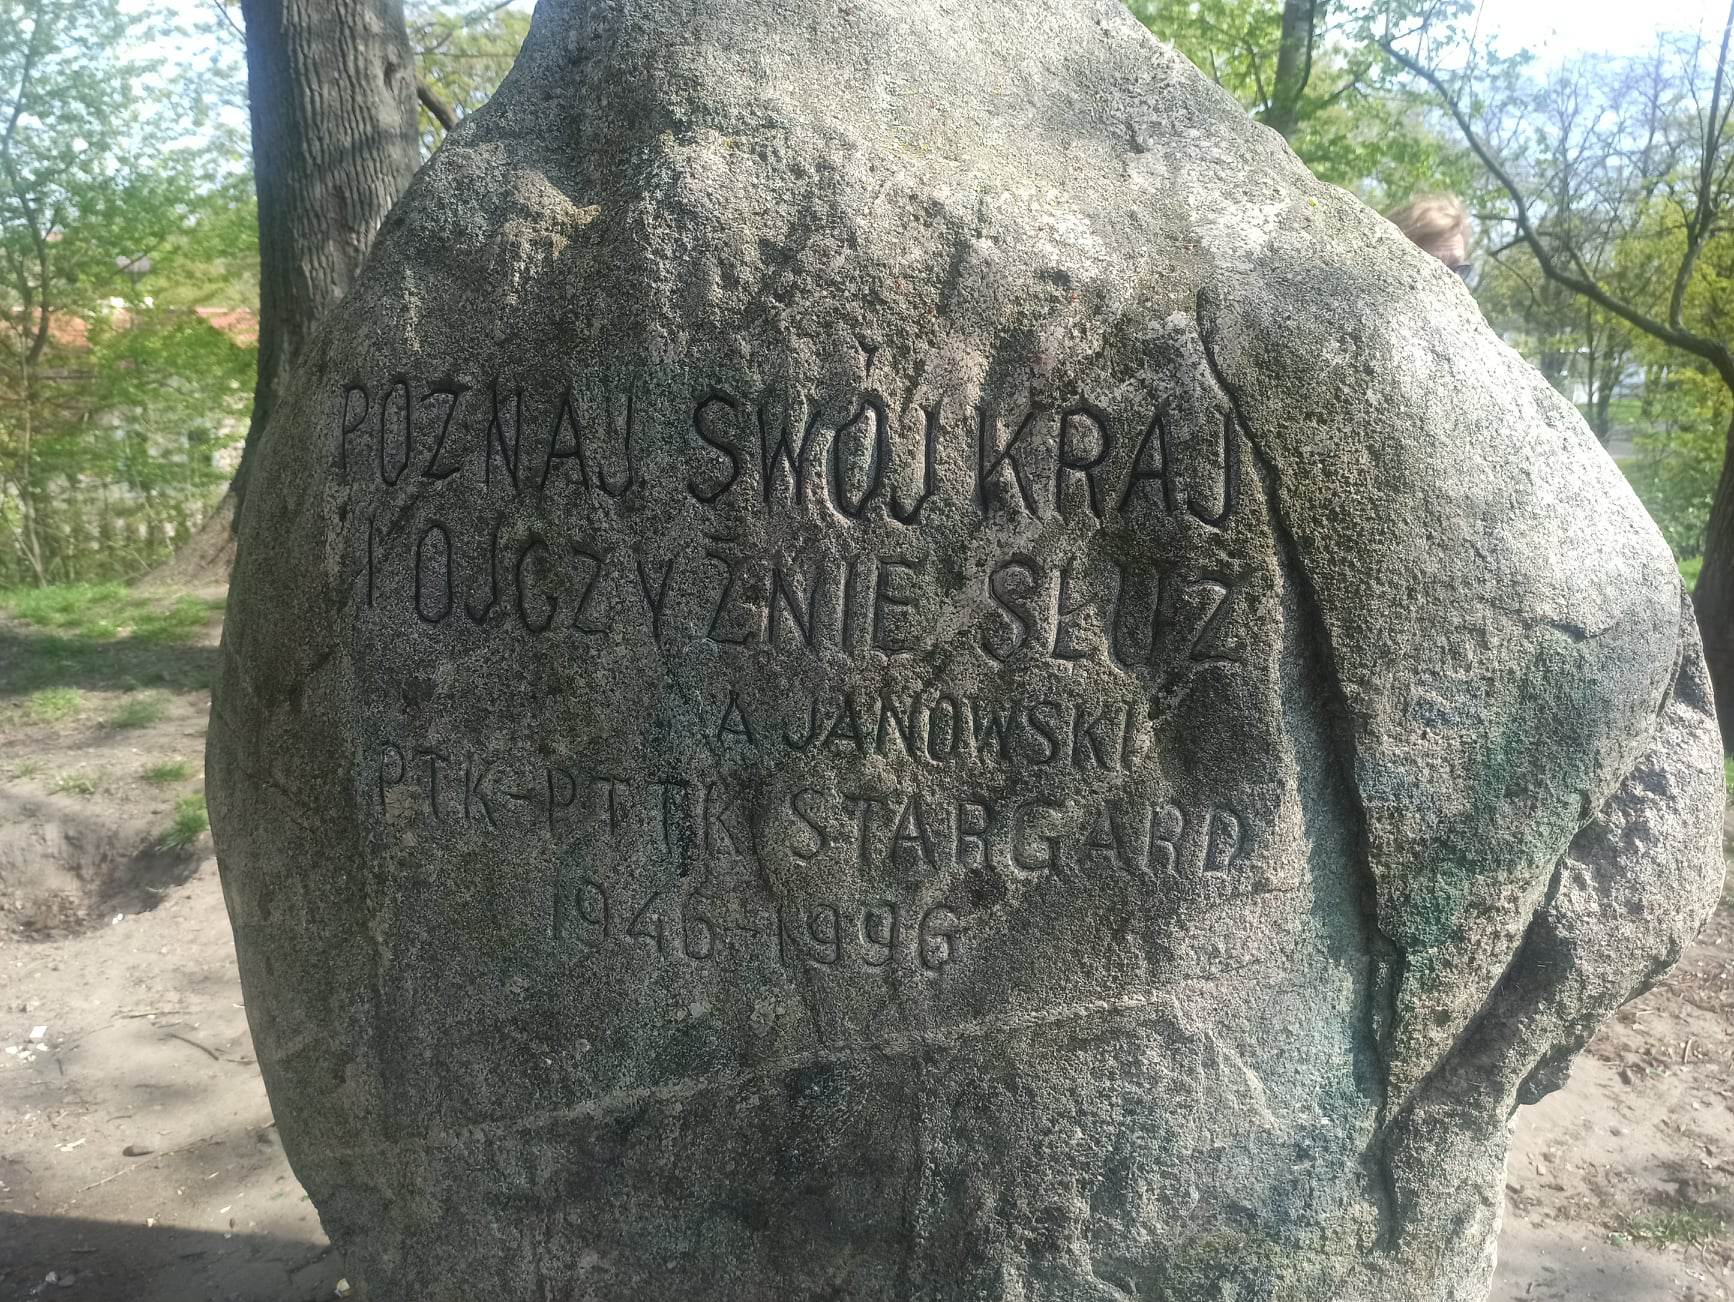 POZNAJ SWÓJ KRAJ
I OJCZYŹNIE SŁUŻ
A JANOWSKI
PTK-PTTK STARGARD
1946-1996